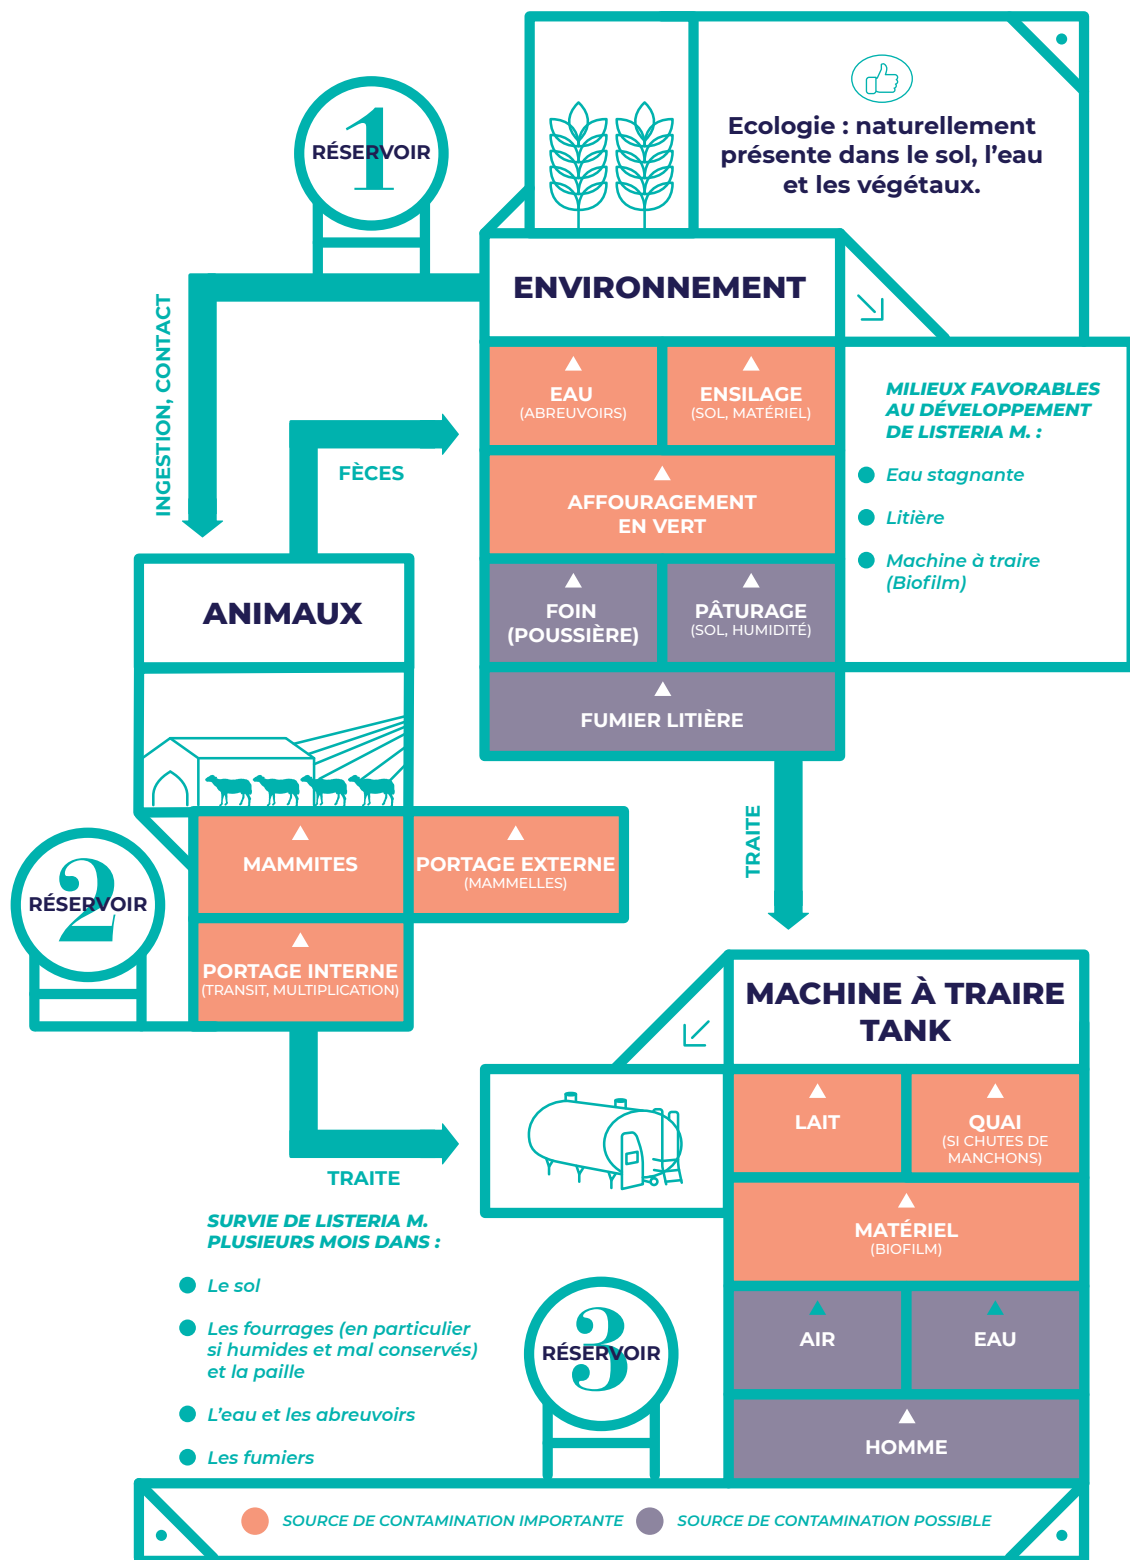 1
RÉSERVOIR
Ecologie : naturellement
présente dans le sol, l’eau
et les végétaux.
ENVIRONNEMENT
INGESTION, CONTACT
EAU
(ABREUVOIRS)
ENSILAGE
(SOL, MATÉRIEL)
AFFOURAGEMENT
EN VERT
FOIN
(POUSSIÈRE)
PÂTURAGE
(SOL, HUMIDITÉ)
FUMIER LITIÈRE
MILIEUX FAVORABLES
AU DÉVELOPPEMENT
DE LISTERIA M. :
Eau stagnante
Litière
Machine à traire
(Biofilm)
FÈCES
ANIMAUX
2
RÉSERVOIR
MAMMITES
PORTAGE EXTERNE
(MAMMELLES)
PORTAGE INTERNE
(TRANSIT, MULTIPLICATION)
TRAITE
TRAITE
MACHINE À TRAIRE
TANK
LAIT
QUAI
(SI CHUTES DE
MANCHONS)
MATÉRIEL
(BIOFILM)
AIR
EAU
HOMME
SURVIE DE LISTERIA M.
PLUSIEURS MOIS DANS :
Le sol
Les fourrages (en particulier
si humides et mal conservés)
et la paille
L’eau et les abreuvoirs
Les fumiers
3
RÉSERVOIR
SOURCE DE CONTAMINATION IMPORTANTE
SOURCE DE CONTAMINATION POSSIBLE